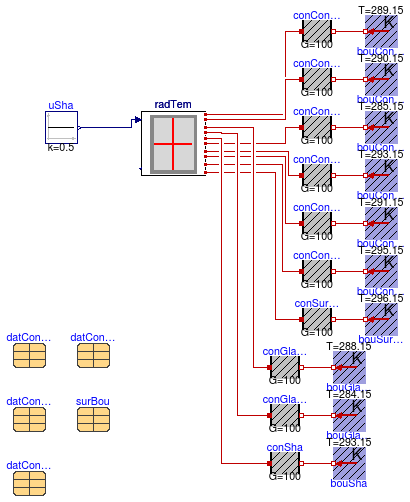 uSha
k=0.5
radTem
conCon...
G=100
T=289.15
K
bouCon...
conCon...
G=100
T=290.15
K
bouCon...
conCon...
G=100
T=285.15
K
bouCon...
conCon...
G=100
T=293.15
K
bouCon...
conCon...
G=100
T=291.15
K
bouCon...
conCon...
G=100
T=295.15
K
bouCon...
conSur...
G=100
T=296.15
K
bouSur...
conGla...
G=100
T=288.15
K
bouGla...
conGla...
G=100
T=284.15
K
bouGla...
conSha
G=100
T=293.15
K
bouSha
datCon...
datCon...
datCon...
surBou
datCon...